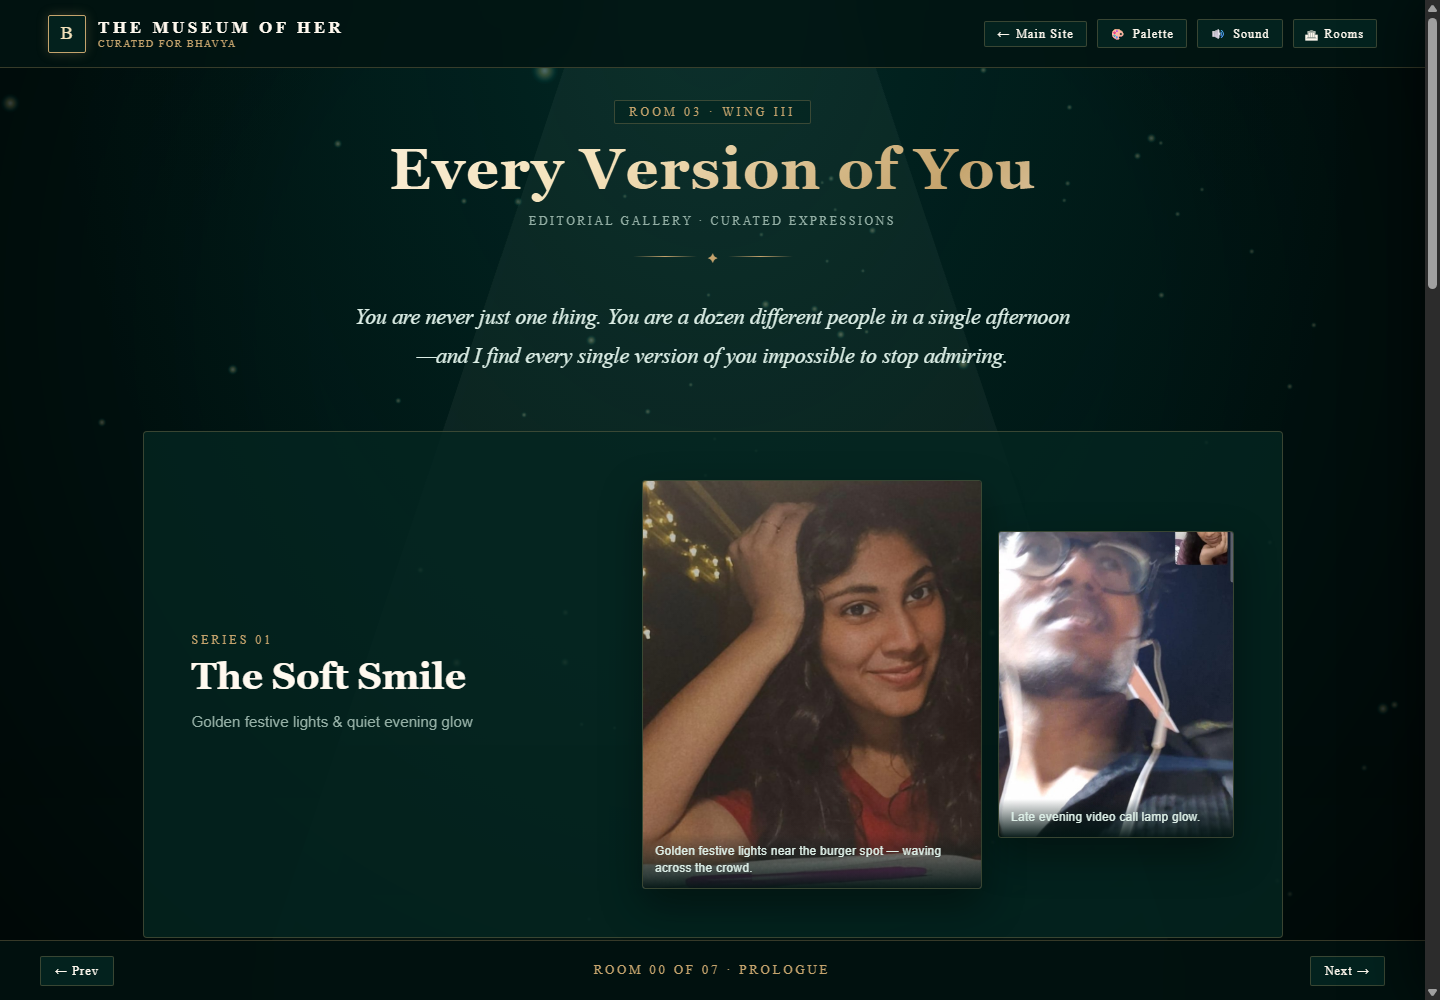 B
THE MUSEUM OF HER
CURATED FOR BHAVYA
← Main Site
Palette
Sound
Rooms
ROOM 03 · WING III
Every Version of You
EDITORIAL GALLERY · CURATED EXPRESSIONS
You are never just one thing. You are a dozen different people in a single afternoon
—and I find every single version of you impossible to stop admiring.
SERIES 01
The Soft Smile
Golden festive lights & quiet evening glow
Golden festive lights near the burger spot — waving
across the crowd.
Late evening video call lamp glow.
← Prev
ROOM 00 OF 07 · PROLOGUE
Next →